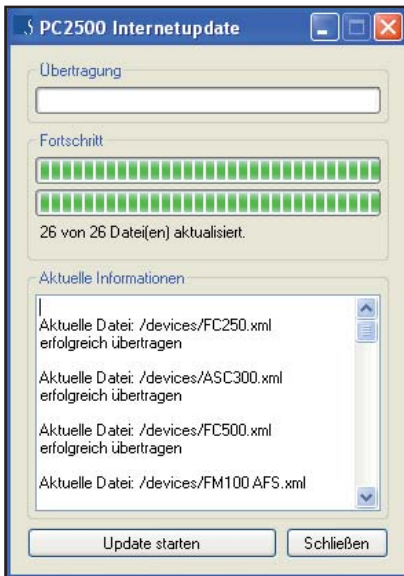 PC2500 Internetupdate
Übertragung
Fortschritt
26 von 26 Datei(en) aktualisiert.
Aktuelle Informationen
Aktuelle Datei: /devices/FC250.xml
erfolgreich übertragen
Aktuelle Datei: /devices/ASC300.xml
erfolgreich übertragen
Aktuelle Datei: /devices/FC500.xml
erfolgreich übertragen
Aktuelle Datei: /devices/FM100 AFS.xml
Update starten
Schließen